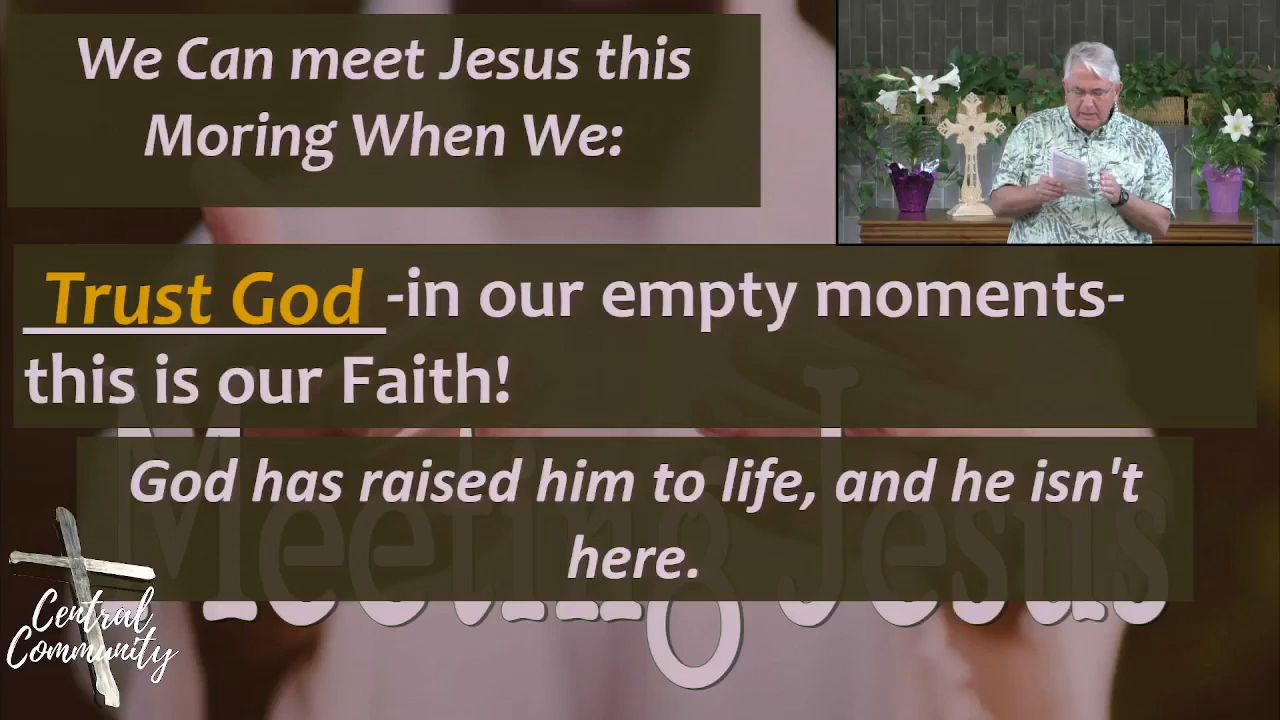 We Can meet Jesus this
Moring When We:
Trust God -in our empty moments-
this is our Faith!
God has raised him to life, and he isn't
here.
Meeting Jesus
Central
Community